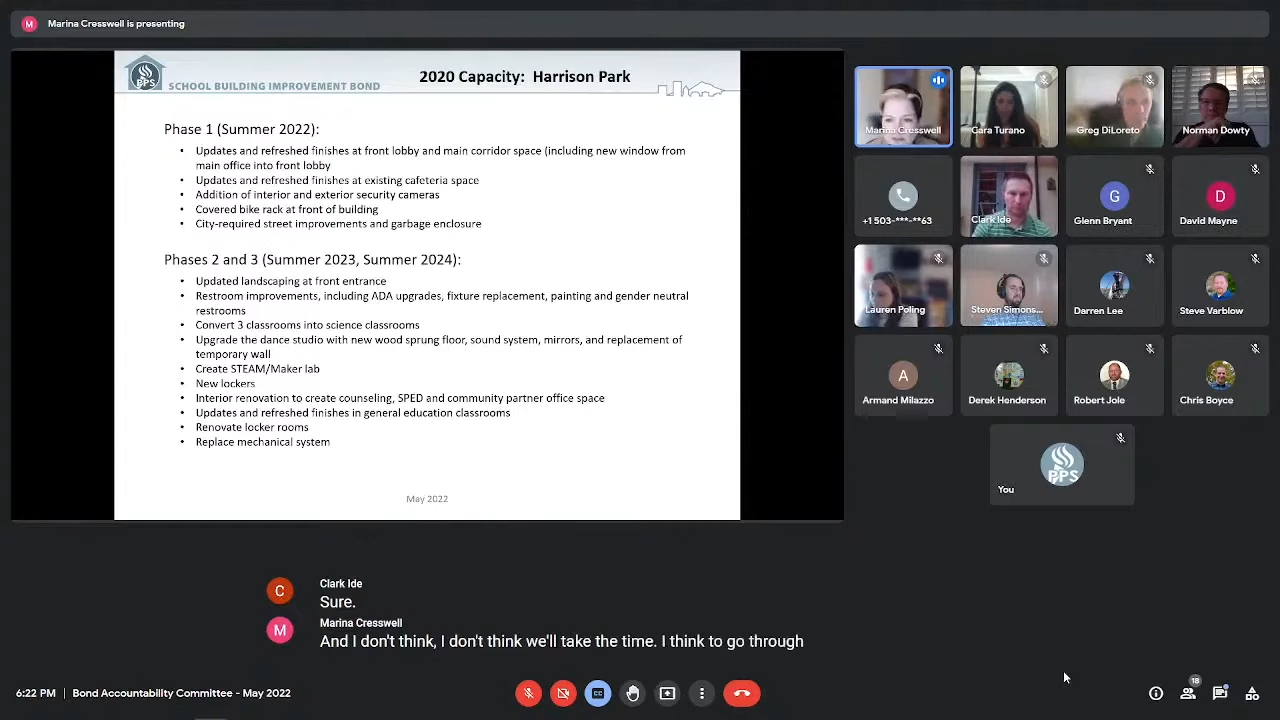 M Marina Cresswell is presenting
PPS
SCHOOL BUILDING IMPROVEMENT BOND
2020 Capacity: Harrison Park
Phase 1 (Summer 2022):
• Updates and refreshed finishes at front lobby and main corridor space (including new window from
main office into front lobby
• Updates and refreshed finishes at existing cafeteria space
• Addition of interior and exterior security cameras
• Covered bike rack at front of building
• City-required street improvements and garbage enclosure
Phases 2 and 3 (Summer 2023, Summer 2024):
• Updated landscaping at front entrance
• Restroom improvements, including ADA upgrades, fixture replacement, painting and gender neutral
restrooms
• Convert 3 classrooms into science classrooms
• Upgrade the dance studio with new wood sprung floor, sound system, mirrors, and replacement of
temporary wall
• Create STEAM/Maker lab
• New lockers
• Interior renovation to create counseling, SPED and community partner office space
• Updates and refreshed finishes in general education classrooms
• Renovate locker rooms
• Replace mechanical system
May 2022
Marina Cresswell
Cara Turano
Greg DiLoreto
Norman Dowty
+1 503-***-**63
Clark Ide
G
Glenn Bryant
D
David Mayne
Lauren Poling
Steven Simons...
Darren Lee
Steve Varblow
A
Armand Milazzo
Derek Henderson
Robert Jole
Chris Boyce
PPS
You
C
Clark Ide
Sure.
M
Marina Cresswell
And I don't think, I don't think we'll take the time. I think to go through
6:22 PM | Bond Accountability Committee - May 2022
CC
18